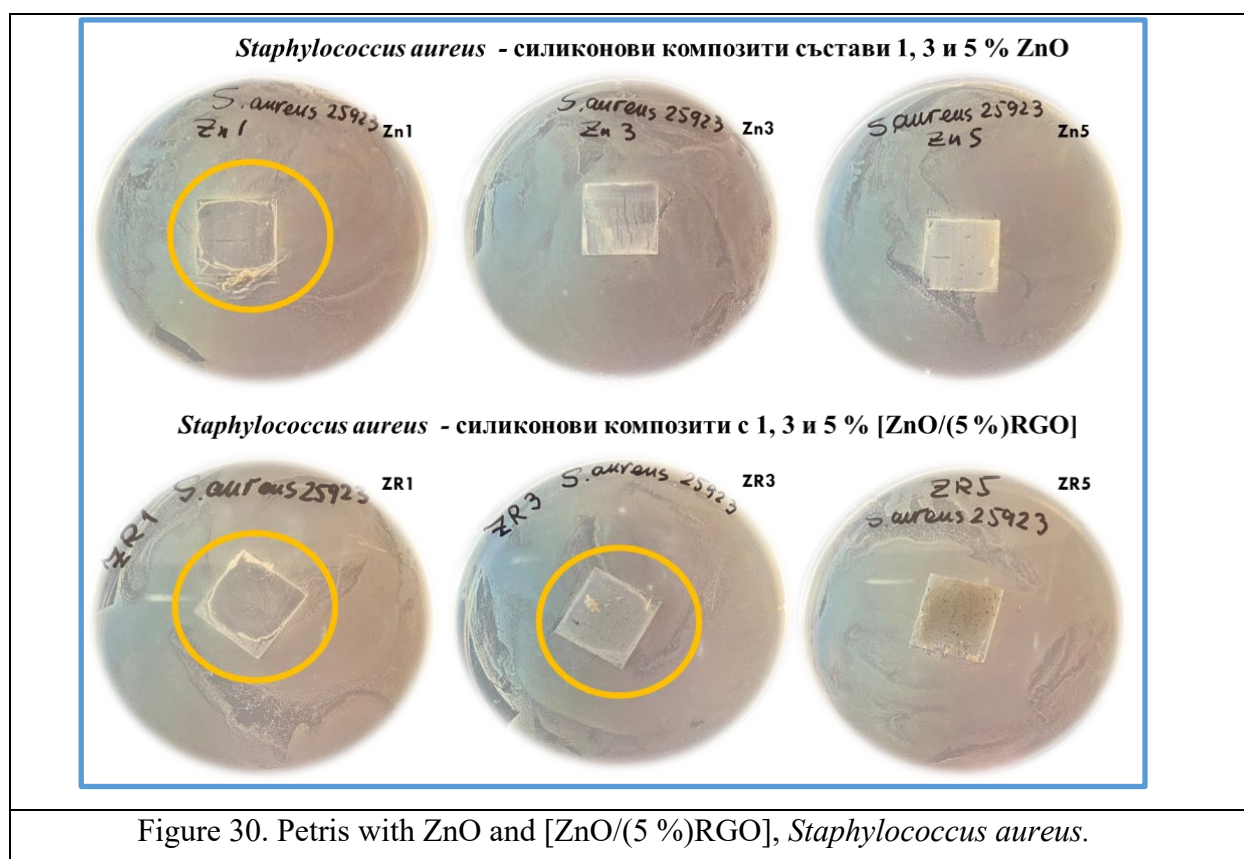 Staphylococcus aureus - силиконови композити състави 1, 3 и 5 % ZnO
S. aureus 25923
Zn 1
Zn1
S. aureus 25923
Zn 3
Zn3
S aureus 25923
Zn 5
Zn5
Staphylococcus aureus - силиконови композити с 1, 3 и 5 % [ZnO/(5 %)RGO]
S. aureus 25923
ZR1
ZR1
S. aureus 25923
ZR3
ZR3
ZR5
S. aureus 25923
ZR5
Figure 30. Petris with ZnO and [ZnO/(5 %)RGO], Staphylococcus aureus.